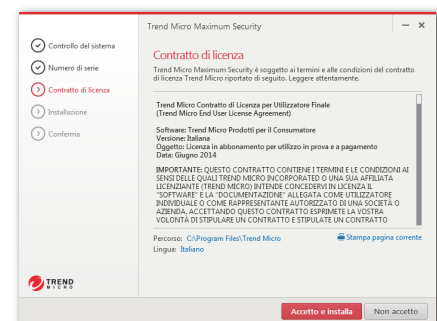 Trend Micro Maximum Security
Controllo del sistema
Numero di serie
Contratto di licenza
Installazione
Conferma
Contratto di licenza
Trend Micro Maximum Security è soggetto ai termini e alle condizioni del contratto
di licenza Trend Micro riportato di seguito. Leggere attentamente.
Trend Micro Contratto di Licenza per Utilizzatore Finale
(Trend Micro End User License Agreement)
Software: Trend Micro Prodotti per il Consumatore
Versione: Italiana
Oggetto: Licenza in abbonamento per utilizzo in prova e a pagamento
Data: Giugno 2014
IMPORTANTE: QUESTO CONTRATTO CONTIENE I TERMINI E LE CONDIZIONI AI
SENSI DELLE QUALI TREND MICRO INCORPORATED O UNA SUA AFFILIATA
LICENZIANTE (TREND MICRO) INTENDE CONCEDERVI IN LICENZA IL
"SOFTWARE" E LA "DOCUMENTAZIONE" ALLEGATA COME UTILIZZATORE
INDIVIDUALE O COME RAPPRESENTANTE AUTORIZZATO DI UNA SOCIETÀ O
AZIENDA. ACCETTANDO QUESTO CONTRATTO ESPRIMETE LA VOSTRA
VOLONTÀ DI STIPULARE UN CONTRATTO E STIPULATE UN CONTRATTO
Percorso: C:\Program Files\Trend Micro
Stampa pagina corrente
Lingua: Italiano
TREND
MICRO
Accetto e installa
Non accetto